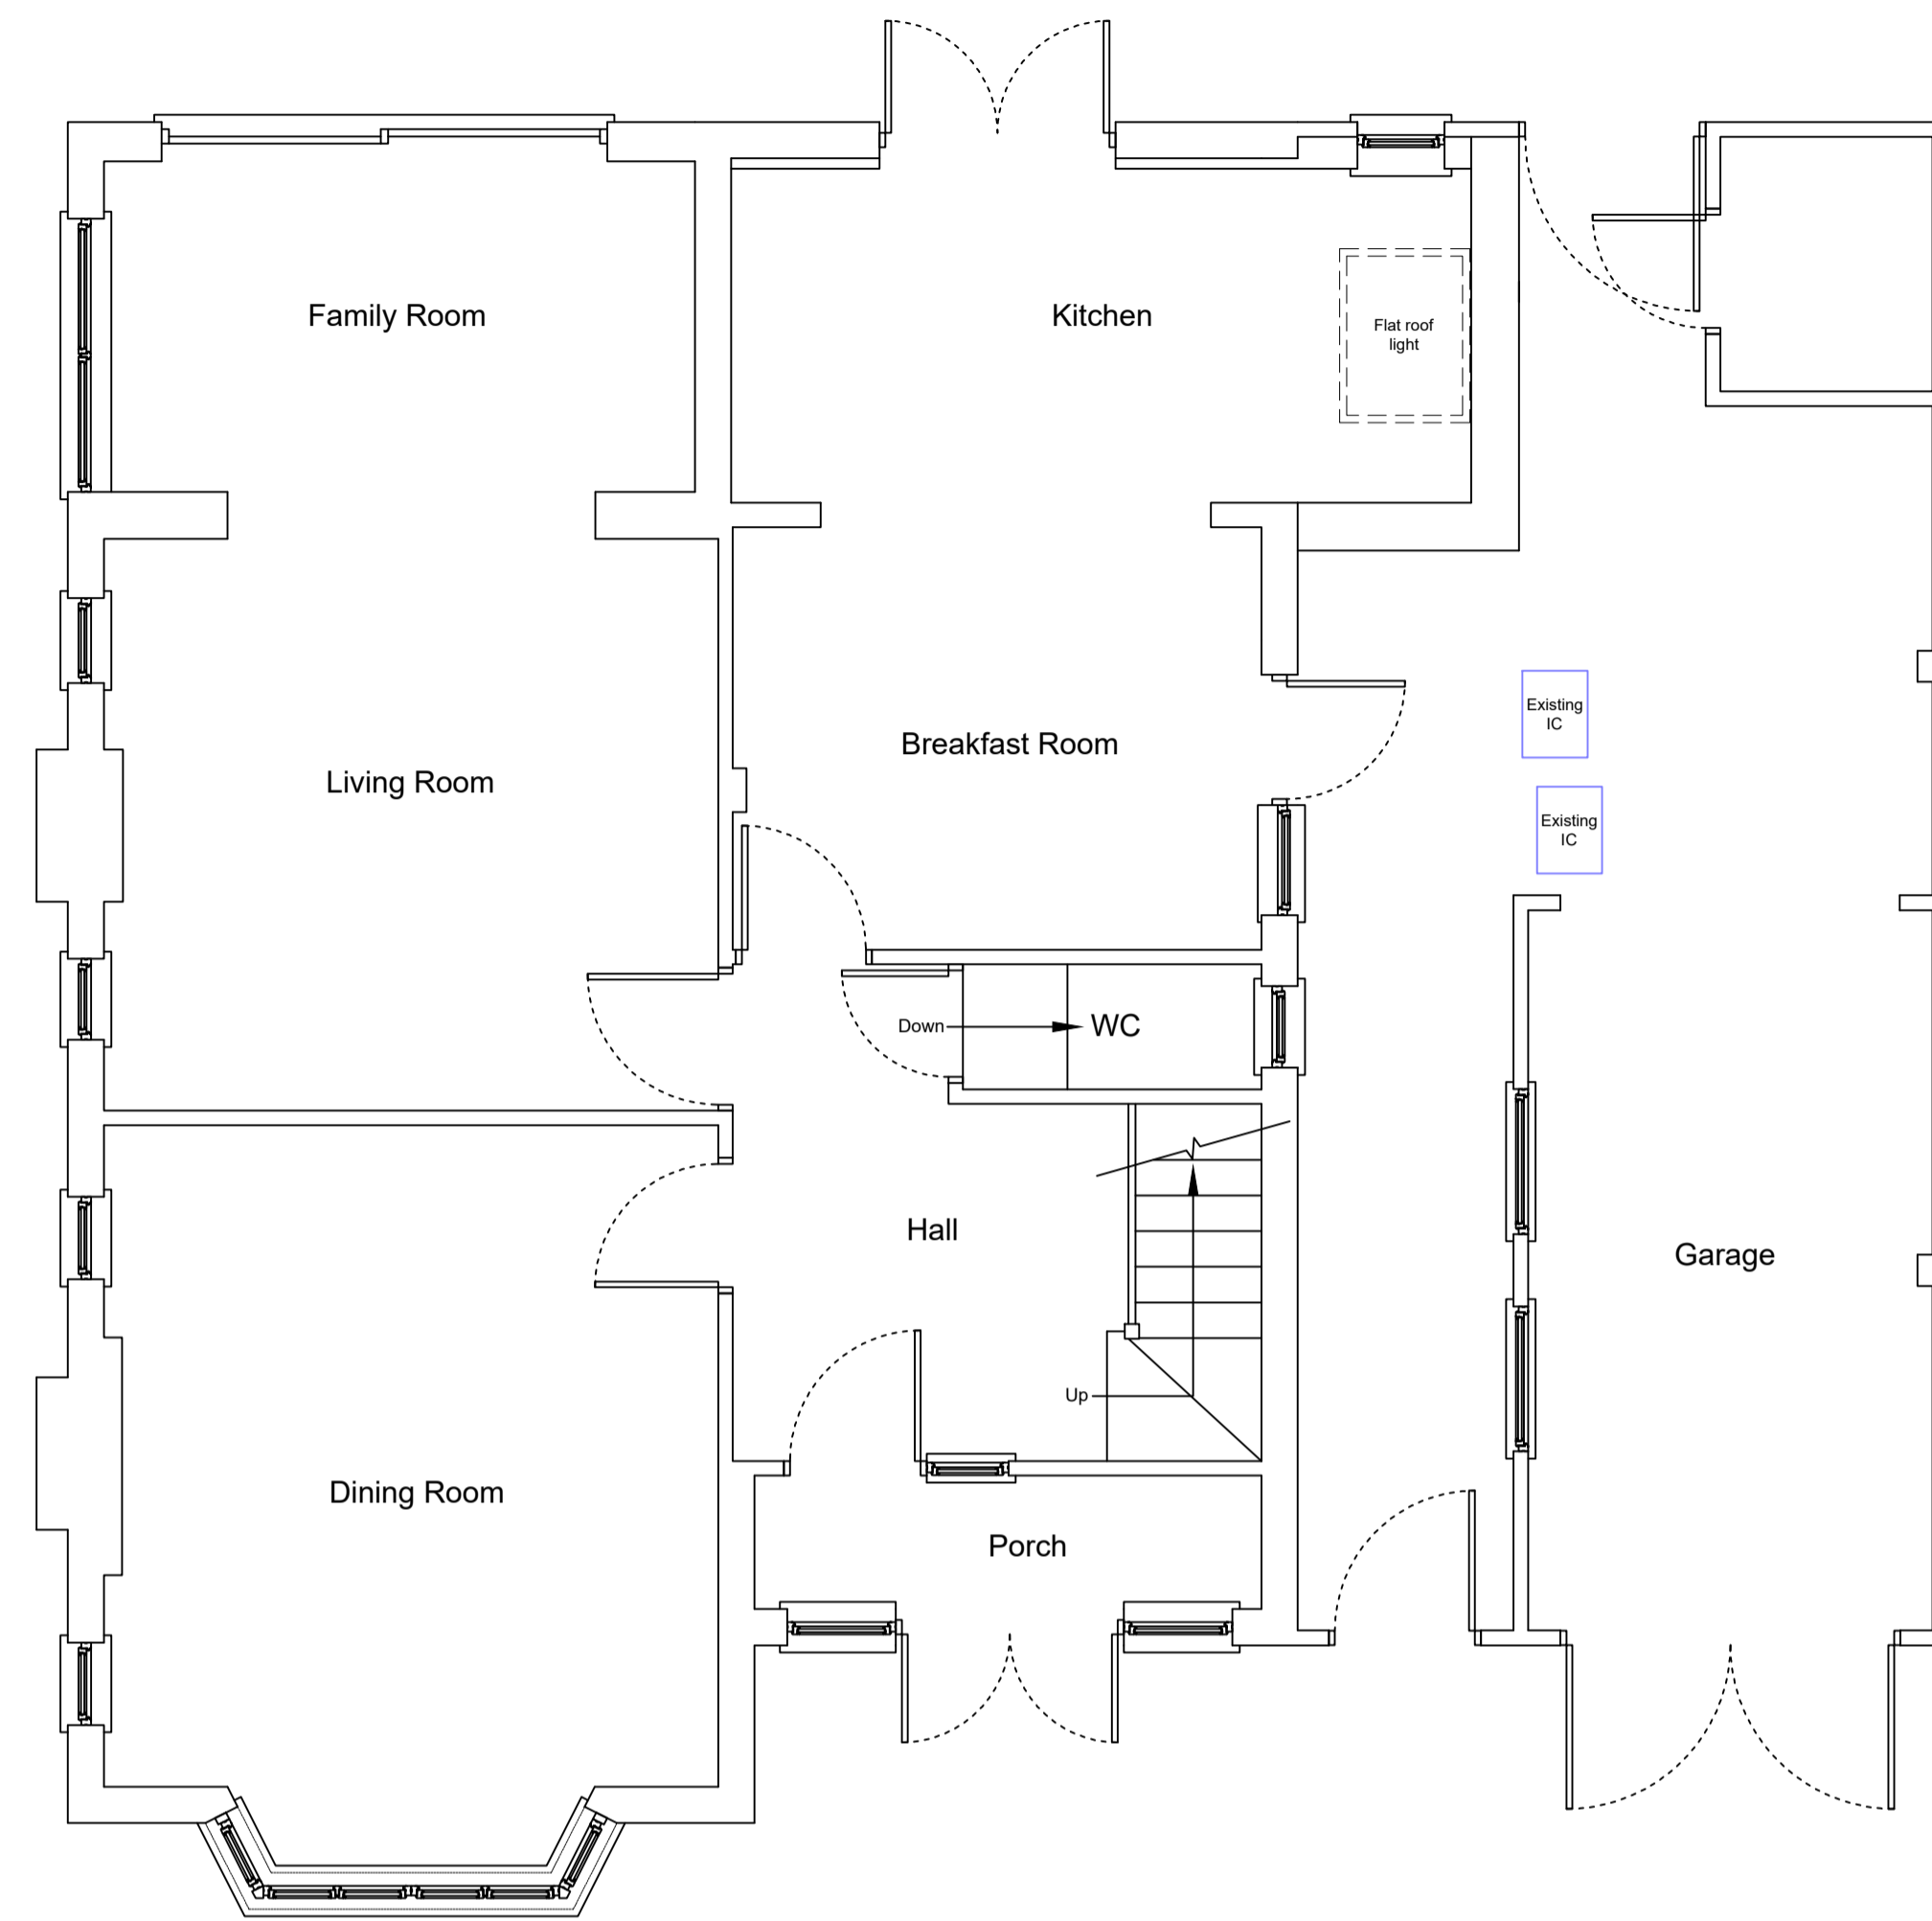 Family Room
Kitchen
Flat roof
light
Existing
IC
Breakfast Room
Living Room
Existing
IC
Down
WC
Hall
Garage
Up
Dining Room
Porch